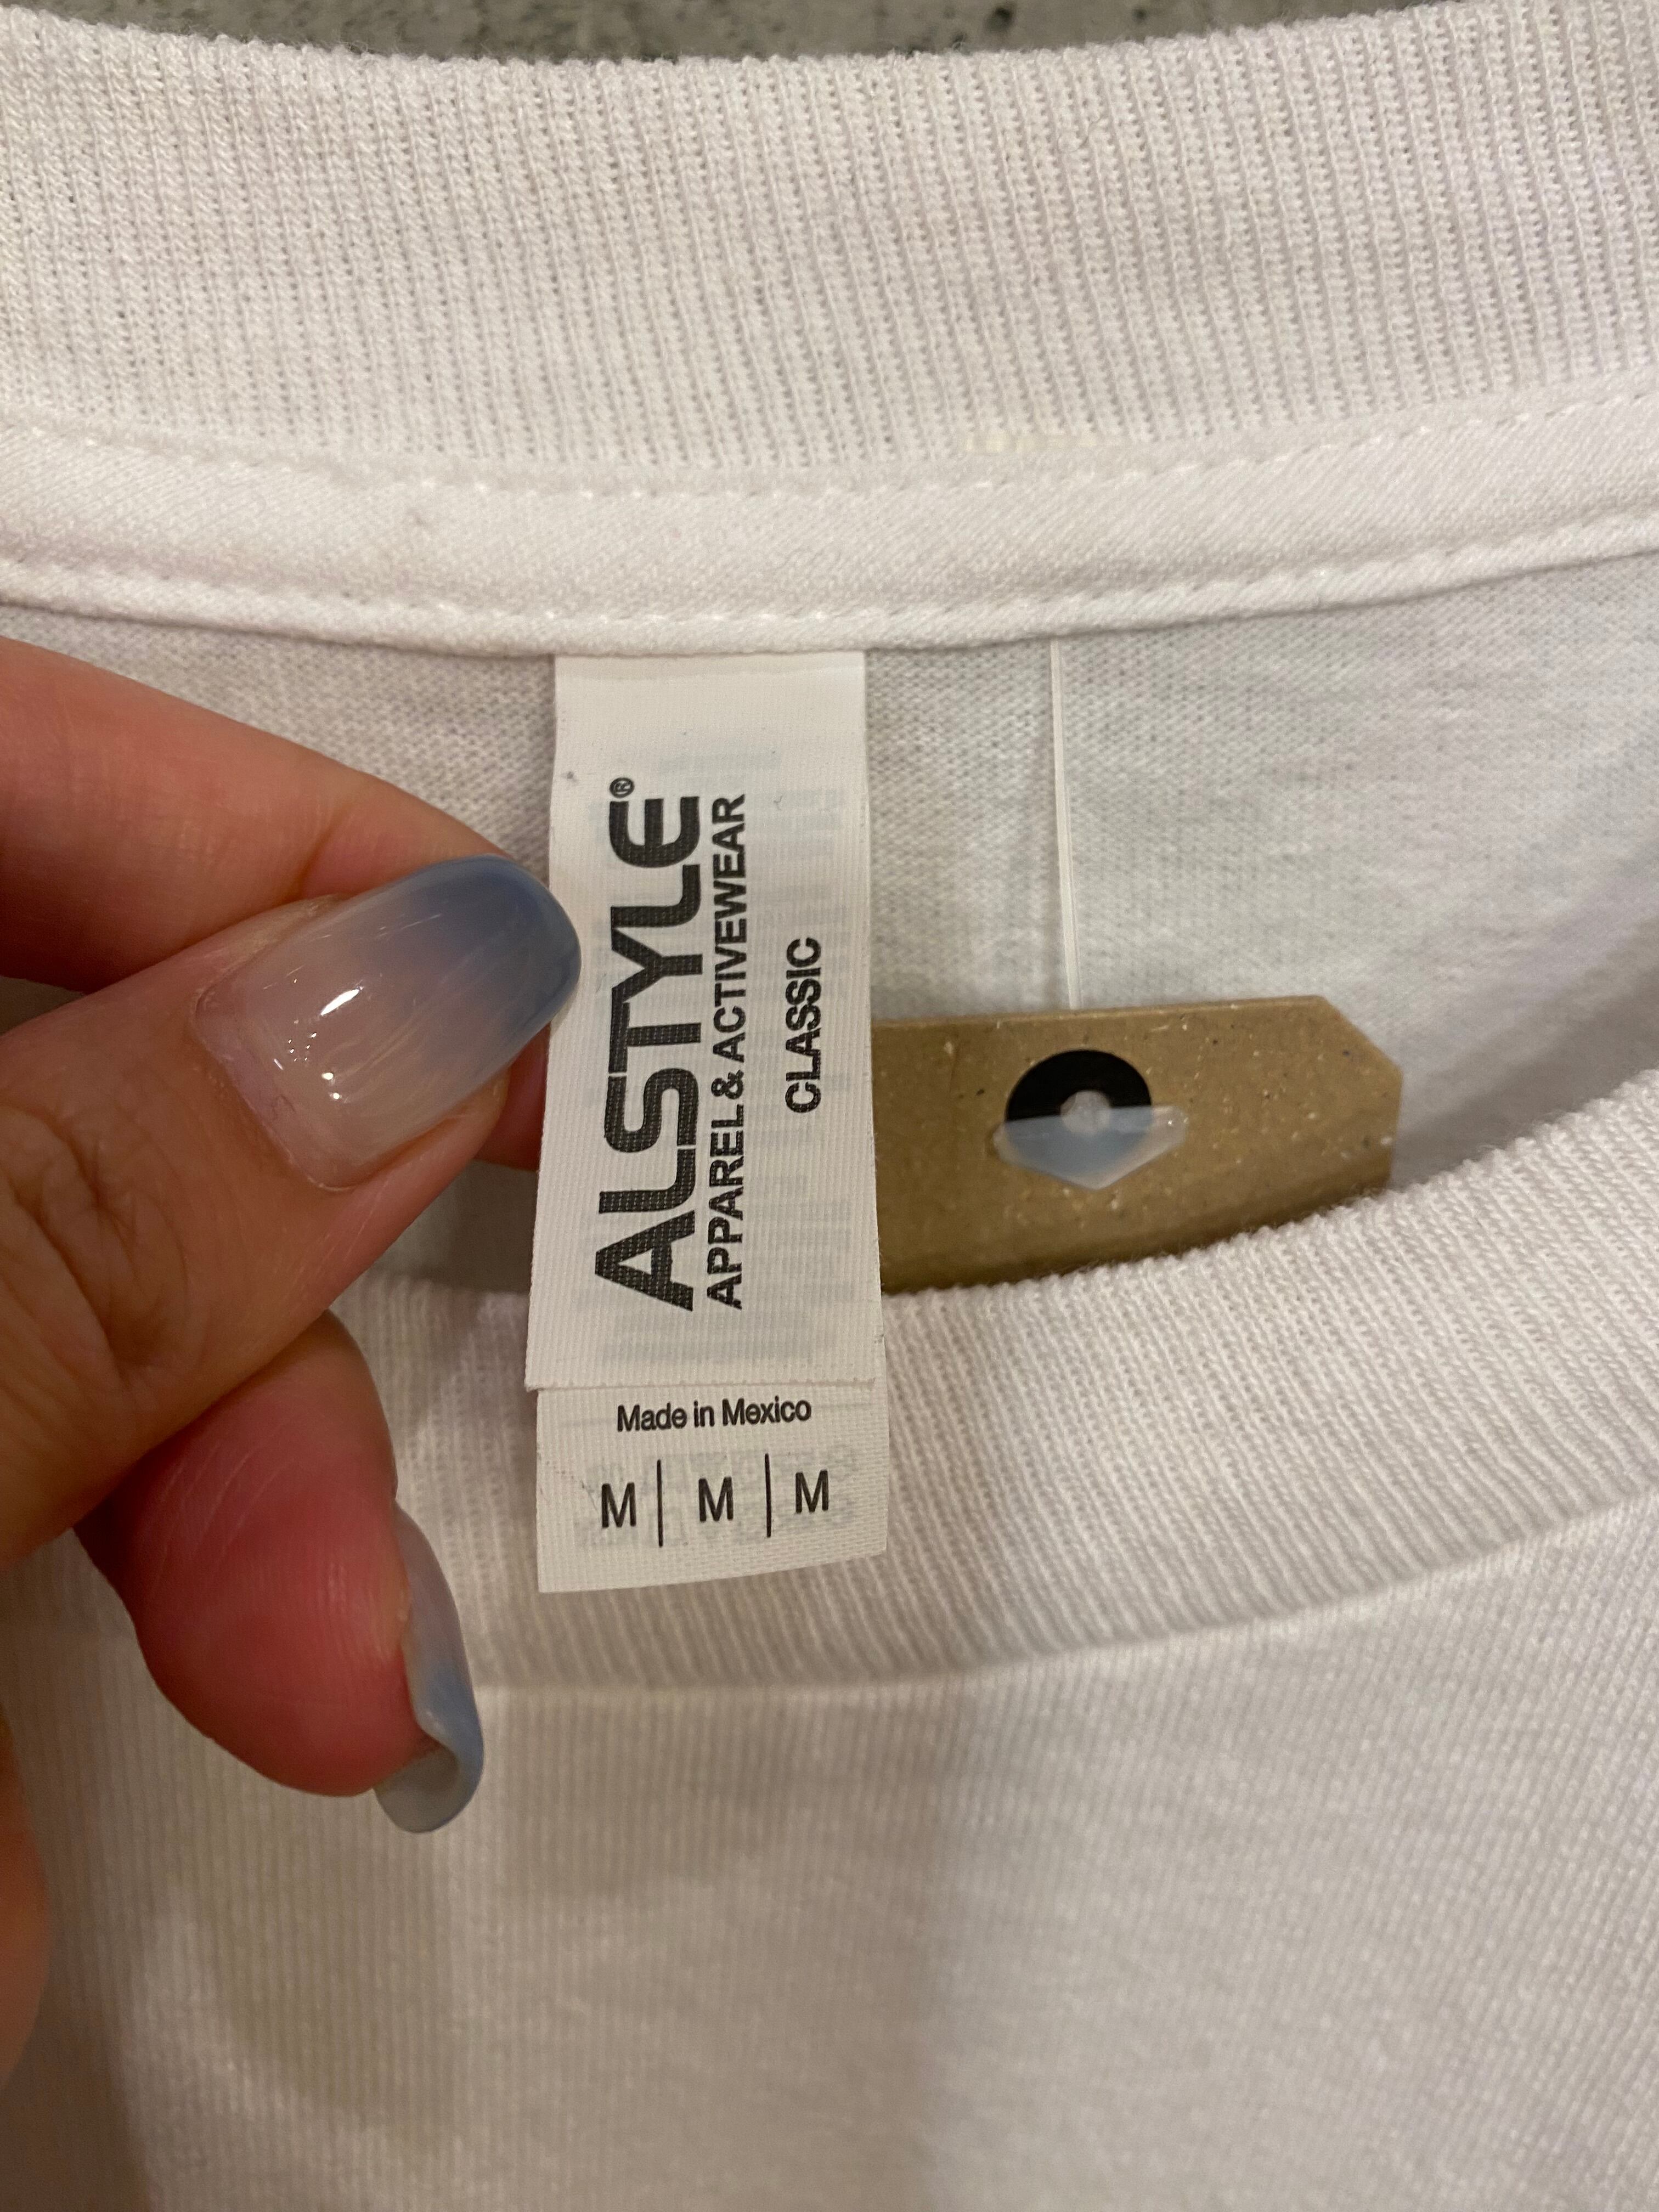 ALSTYLE®
APPAREL & ACTIVEWEAR
CLASSIC
Made in Mexico
M | M | M